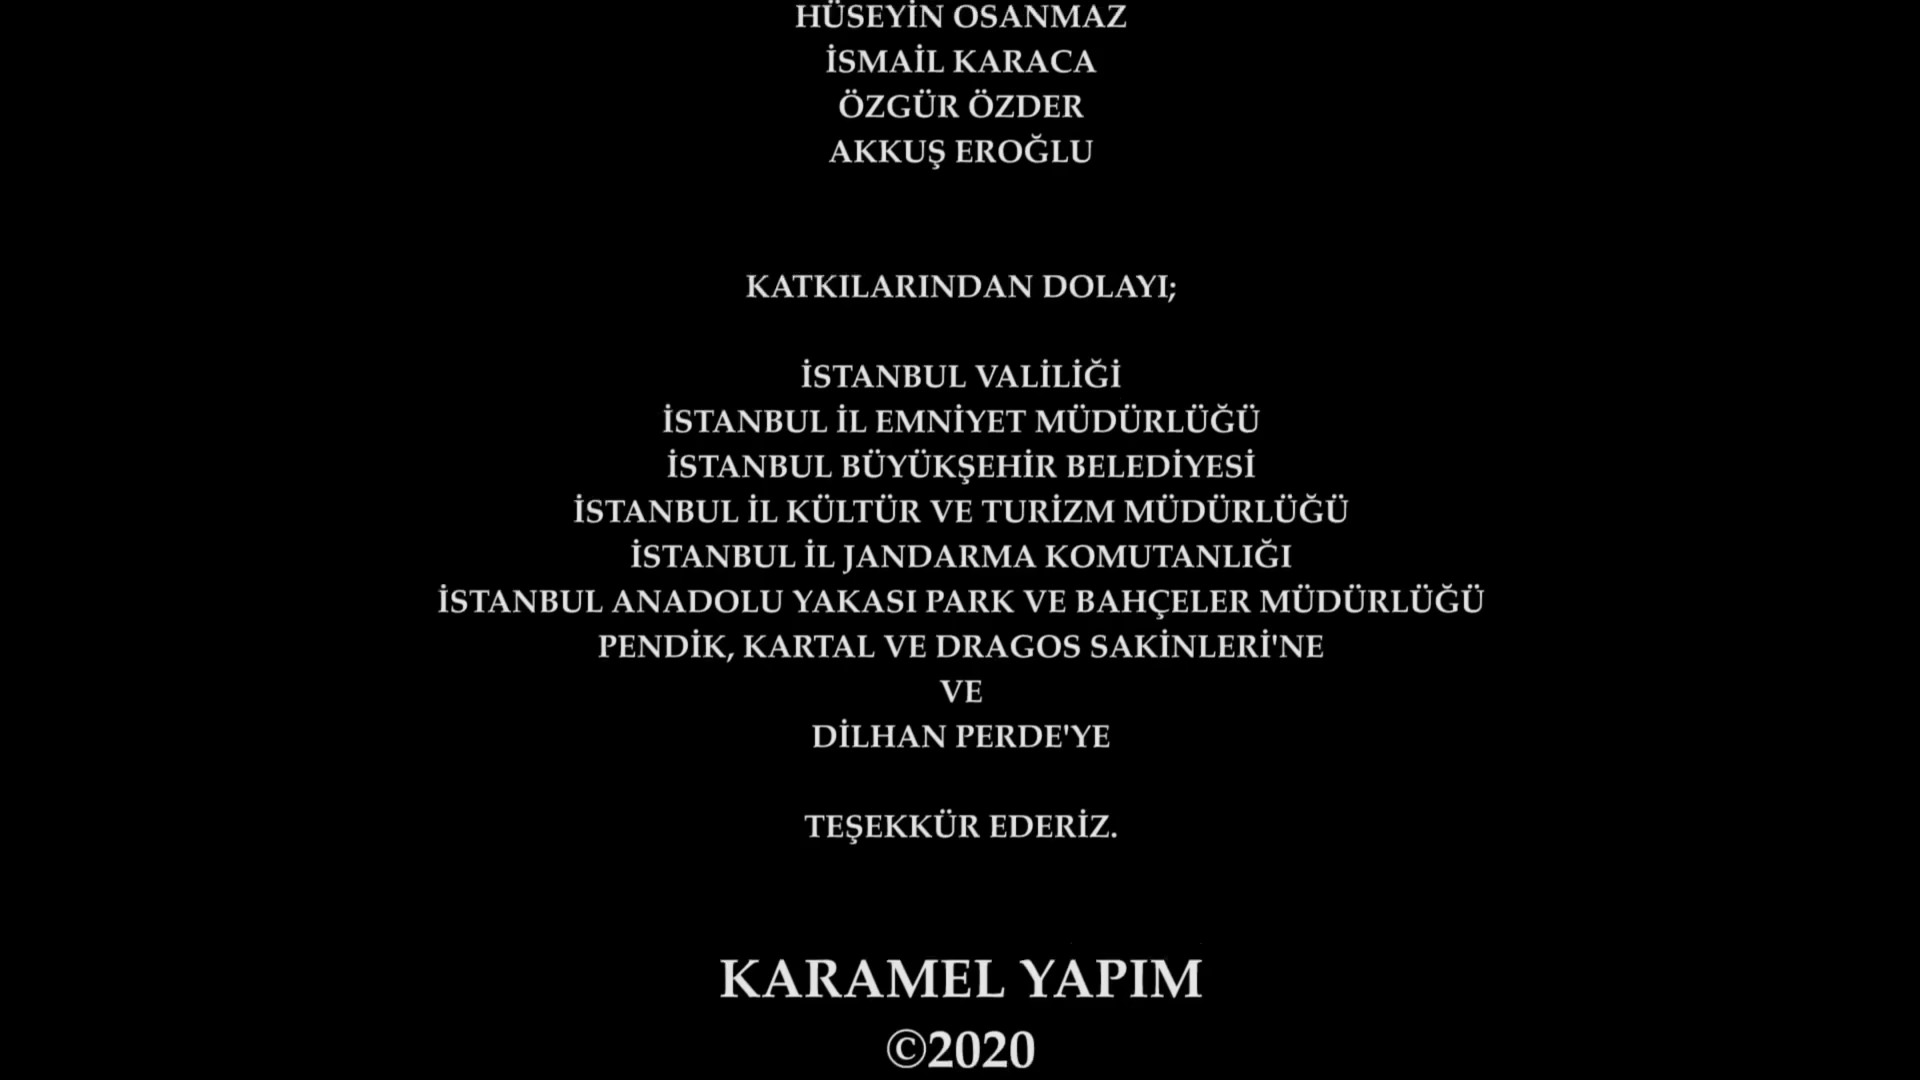 HÜSEYİN OSANMAZ
İSMAİL KARACA
ÖZGÜR ÖZDER
AKKUŞ EROĞLU
KATKILARINDAN DOLAYI;
İSTANBUL VALİLİĞİ
İSTANBUL İL EMNİYET MÜDÜRLÜĞÜ
İSTANBUL BÜYÜKŞEHİR BELEDİYESİ
İSTANBUL İL KÜLTÜR VE TURİZM MÜDÜRLÜĞÜ
İSTANBUL İL JANDARMA KOMUTANLIĞI
İSTANBUL ANADOLU YAKASI PARK VE BAHÇELER MÜDÜRLÜĞÜ
PENDİK, KARTAL VE DRAGOS SAKİNLERİ'NE
VE
DİLHAN PERDE'YE
TEŞEKKÜR EDERİZ.
KARAMEL YAPIM
©2020